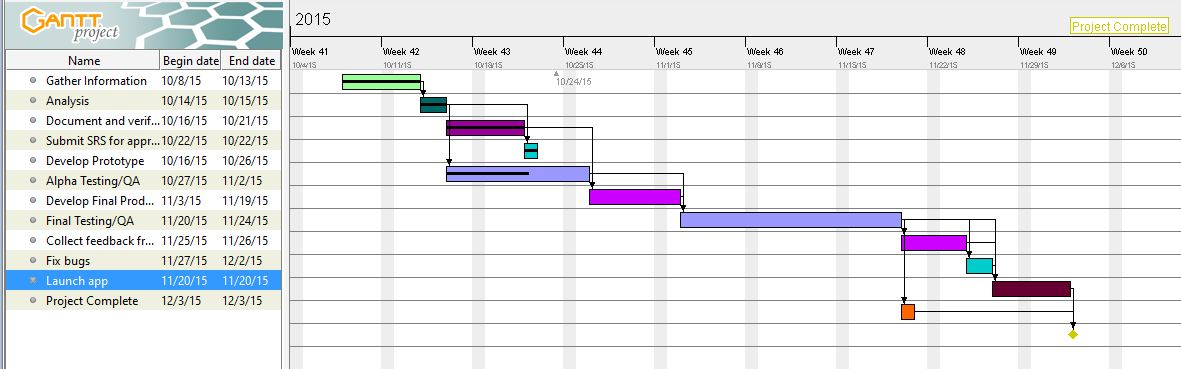 GANTT
project
2015
Project Complete
Week 41 Week 42 Week 43 Week 44 Week 45 Week 46 Week 47 Week 48 Week 49 Week 50
10/4/15 10/11/15 10/18/15 10/25/15 11/1/15 11/8/15 11/15/15 11/22/15 11/29/15 12/6/15
10/24/15
Name Begin date End date
Gather Information 10/8/15 10/13/15
Analysis 10/14/15 10/15/15
Document and verif... 10/16/15 10/21/15
Submit SRS for appr... 10/22/15 10/22/15
Develop Prototype 10/16/15 10/26/15
Alpha Testing/QA 10/27/15 11/2/15
Develop Final Prod... 11/3/15 11/19/15
Final Testing/QA 11/20/15 11/24/15
Collect feedback fr... 11/25/15 11/26/15
Fix bugs 11/27/15 12/2/15
Launch app 11/20/15 11/20/15
Project Complete 12/3/15 12/3/15